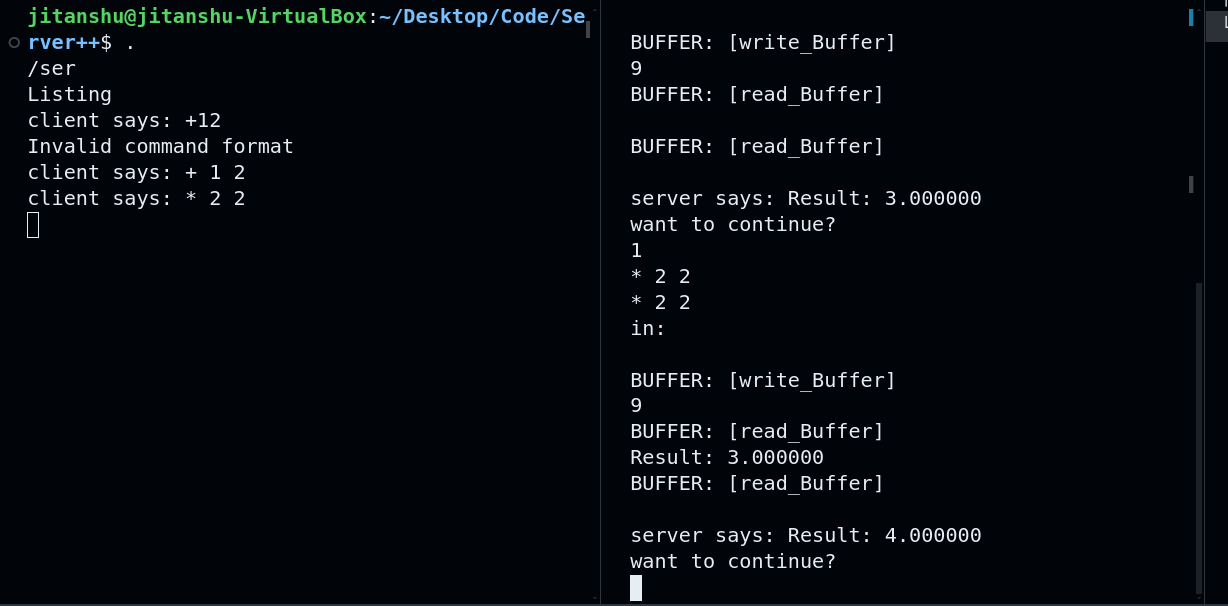 jitanshu@jitanshu-VirtualBox:~/Desktop/Code/Se
rver++$ .
/ser
Listing
client says: +12
Invalid command format
client says: + 1 2
client says: * 2 2
BUFFER: [write_Buffer]
9
BUFFER: [read_Buffer]
BUFFER: [read_Buffer]
server says: Result: 3.000000
want to continue?
1
* 2 2
* 2 2
in:
BUFFER: [write_Buffer]
9
BUFFER: [read_Buffer]
Result: 3.000000
BUFFER: [read_Buffer]
server says: Result: 4.000000
want to continue?